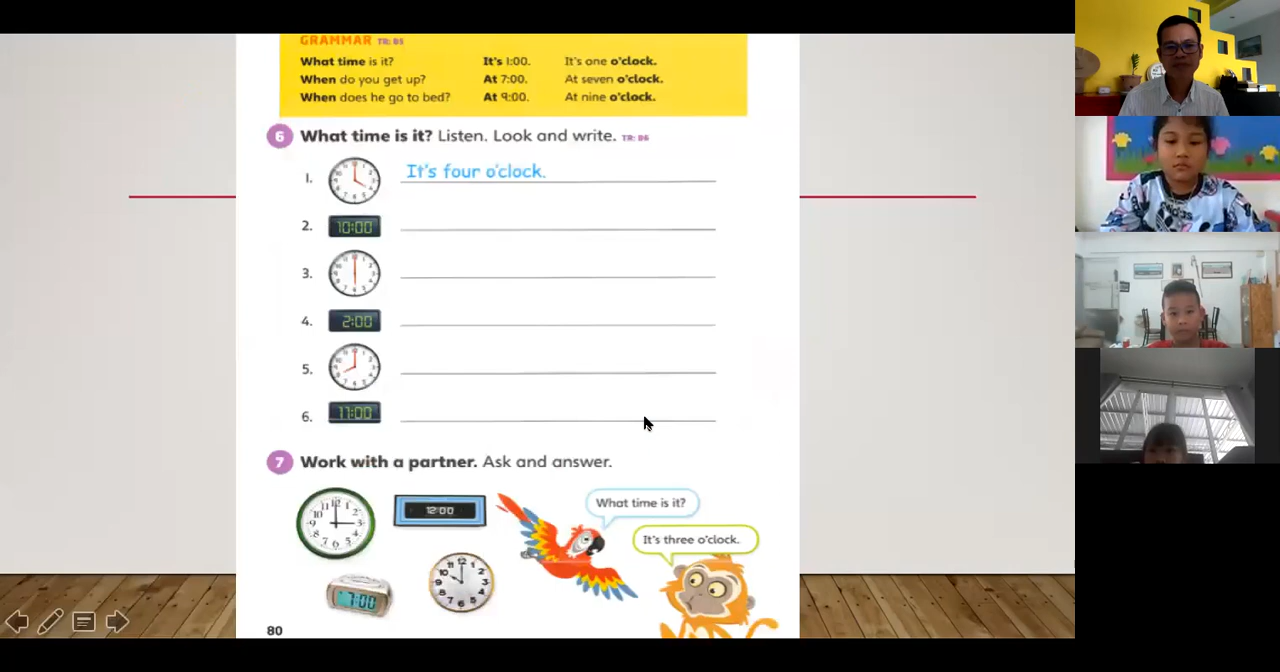 GRAMMAR TR: B5
What time is it? It's 1:00. It's one o'clock.
When do you get up? At 7:00. At seven o'clock.
When does he go to bed? At 9:00. At nine o'clock.
6 What time is it? Listen. Look and write. TR: B6
1. It's four o'clock.
2. 10:00
3.
4. 2:00
5.
6. 11:00
7 Work with a partner. Ask and answer.
12:00
What time is it?
It's three o'clock.
7:00
80